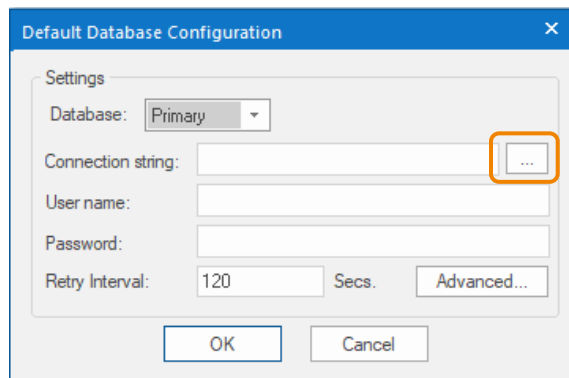 Default Database Configuration ×
Settings
Database: Primary
Connection string: ...
User name:
Password:
Retry Interval: 120 Secs. Advanced...
OK Cancel